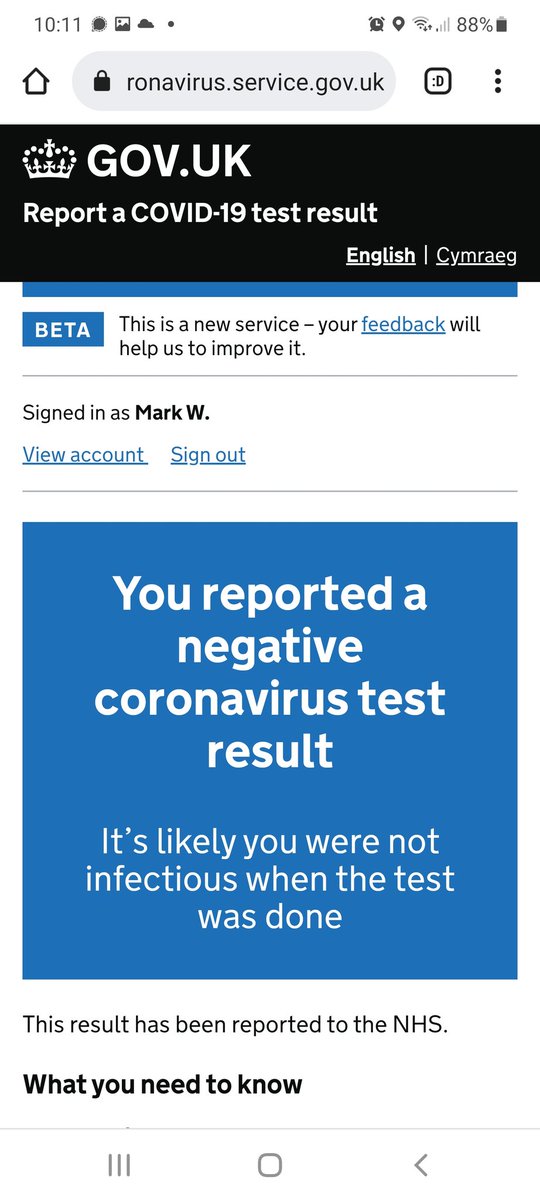 10:11 88%
ronavirus.service.gov.uk :D
GOV.UK
Report a COVID-19 test result
English | Cymraeg
BETA This is a new service – your feedback will
help us to improve it.
Signed in as Mark W.
View account Sign out
You reported a
negative
coronavirus test
result
It’s likely you were not
infectious when the test
was done
This result has been reported to the NHS.
What you need to know